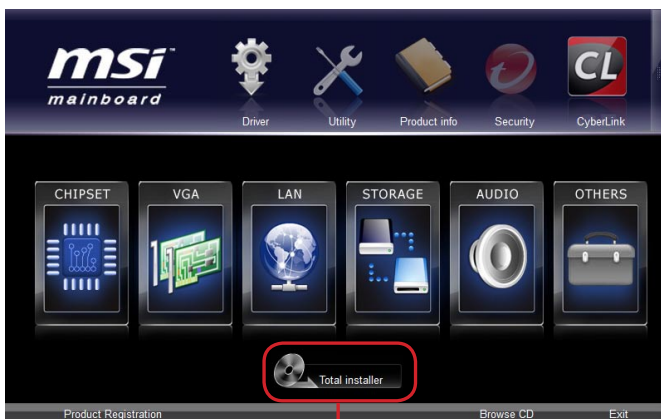 msi
mainboard
Driver Utility Product info Security CyberLink
CL
CHIPSET VGA LAN STORAGE AUDIO OTHERS
Total installer
Product Registration Browse CD Exit